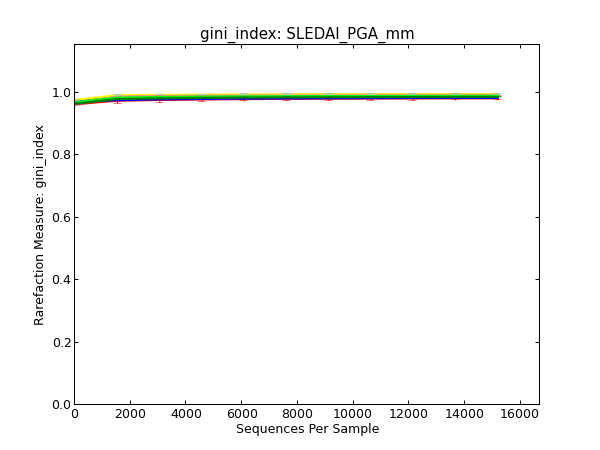 gini_index: SLEDAI_PGA_mm
Rarefaction Measure: gini_index
1.0
0.8
0.6
0.4
0.2
0.0
0 2000 4000 6000 8000 10000 12000 14000 16000
Sequences Per Sample